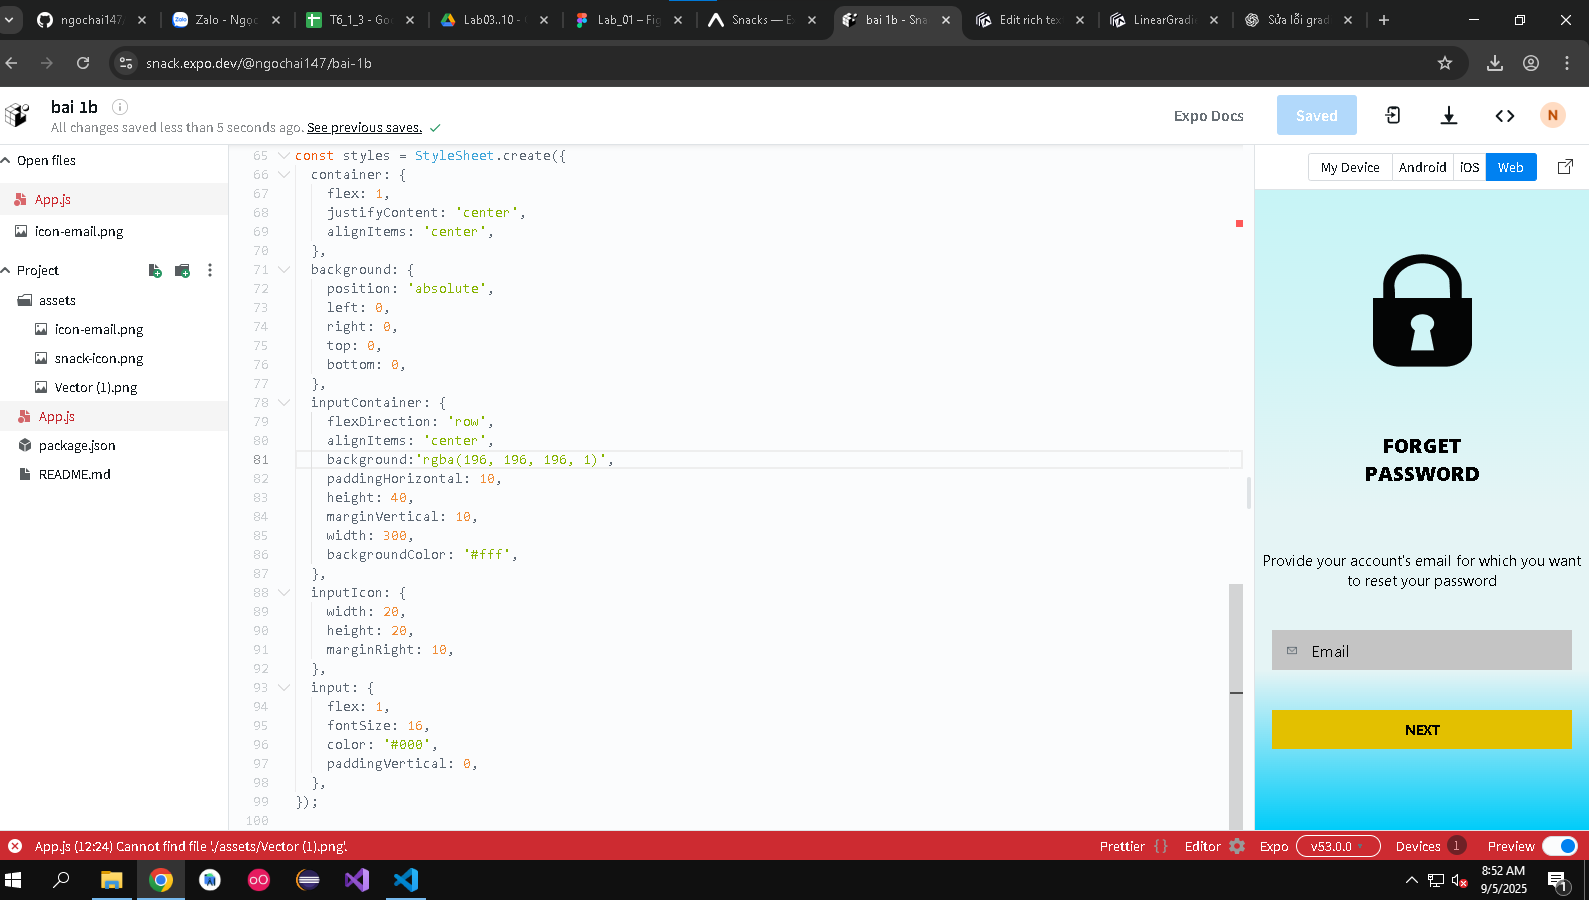 ngochai147/
Zalo - Ngoc
T6_1_3 - Goo
Lab03..10 -
Lab_01 – Fig
Snacks — E
bai 1b - Sna
Edit rich tex
LinearGradi
Sửa lỗi grad
snack.expo.dev/@ngochai147/bai-1b
bai 1b
All changes saved less than 5 seconds ago. See previous saves.
Expo Docs
Saved
N
Open files
App.js
icon-email.png
Project
assets
icon-email.png
snack-icon.png
Vector (1).png
App.js
package.json
README.md
65 const styles = StyleSheet.create({
66 container: {
67 flex: 1,
68 justifyContent: 'center',
69 alignItems: 'center',
70 },
71 background: {
72 position: 'absolute',
73 left: 0,
74 right: 0,
75 top: 0,
76 bottom: 0,
77 },
78 inputContainer: {
79 flexDirection: 'row',
80 alignItems: 'center',
81 background:'rgba(196, 196, 196, 1)',
82 paddingHorizontal: 10,
83 height: 40,
84 marginVertical: 10,
85 width: 300,
86 backgroundColor: '#fff',
87 },
88 inputIcon: {
89 width: 20,
90 height: 20,
91 marginRight: 10,
92 },
93 input: {
94 flex: 1,
95 fontSize: 16,
96 color: '#000',
97 paddingVertical: 0,
98 },
99 });
100
My Device
Android
iOS
Web
FORGET
PASSWORD
Provide your account's email for which you want
to reset your password
Email
NEXT
App.js (12:24) Cannot find file './assets/Vector (1).png'.
Prettier {}
Editor
Expo
v53.0.0
Devices 1
Preview
8:52 AM
9/5/2025
1